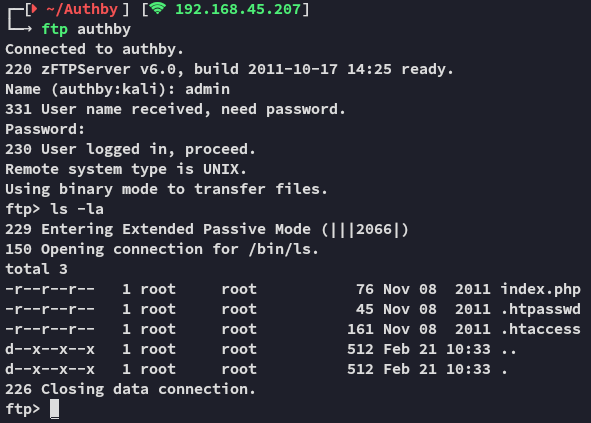 [ ~/Authby ] [ 192.168.45.207]
→ ftp authby
Connected to authby.
220 zFTPServer v6.0, build 2011-10-17 14:25 ready.
Name (authby:kali): admin
331 User name received, need password.
Password:
230 User logged in, proceed.
Remote system type is UNIX.
Using binary mode to transfer files.
ftp> ls -la
229 Entering Extended Passive Mode (|||2066|)
150 Opening connection for /bin/ls.
total 3
-r--r--r--   1 root     root           76 Nov 08  2011 index.php
-r--r--r--   1 root     root           45 Nov 08  2011 .htpasswd
-r--r--r--   1 root     root          161 Nov 08  2011 .htaccess
d--x--x--x   1 root     root          512 Feb 21 10:33 ..
d--x--x--x   1 root     root          512 Feb 21 10:33 .
226 Closing data connection.
ftp>